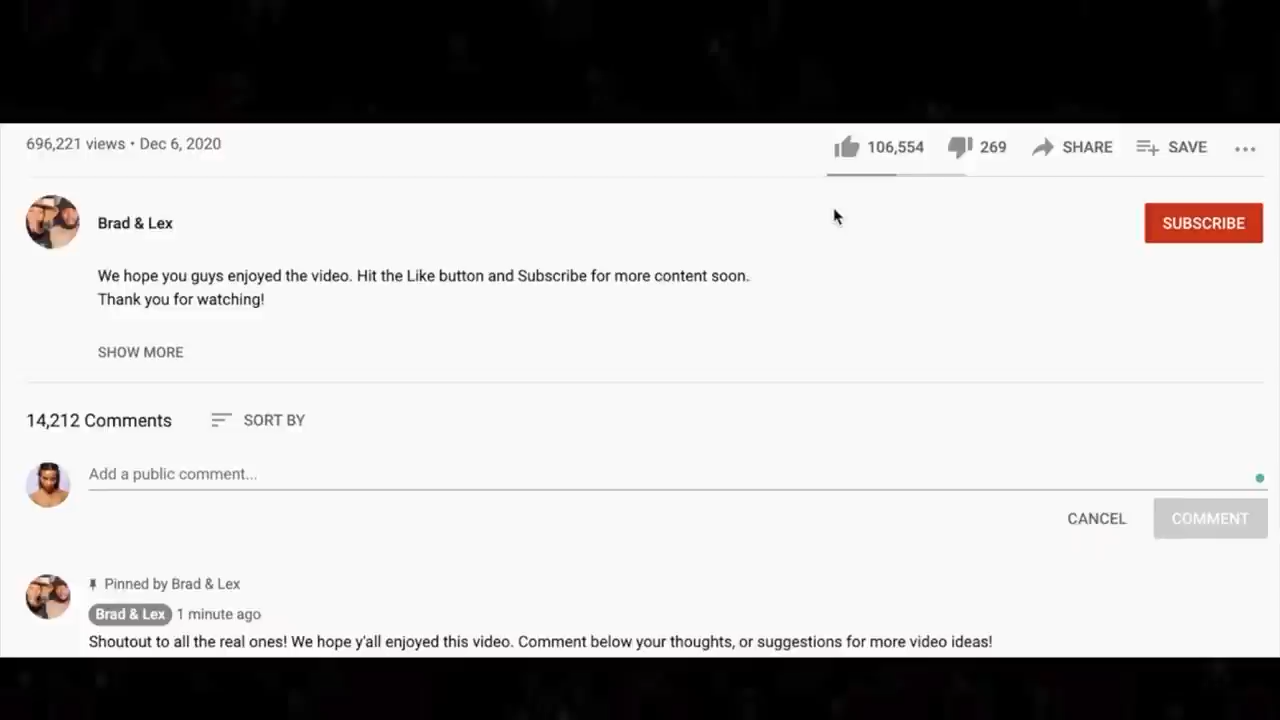 696,221 views • Dec 6, 2020
106,554
269
SHARE
SAVE
Brad & Lex
SUBSCRIBE
We hope you guys enjoyed the video. Hit the Like button and Subscribe for more content soon.
Thank you for watching!
SHOW MORE
14,212 Comments
SORT BY
Add a public comment...
CANCEL
COMMENT
Pinned by Brad & Lex
Brad & Lex 1 minute ago
Shoutout to all the real ones! We hope y'all enjoyed this video. Comment below your thoughts, or suggestions for more video ideas!